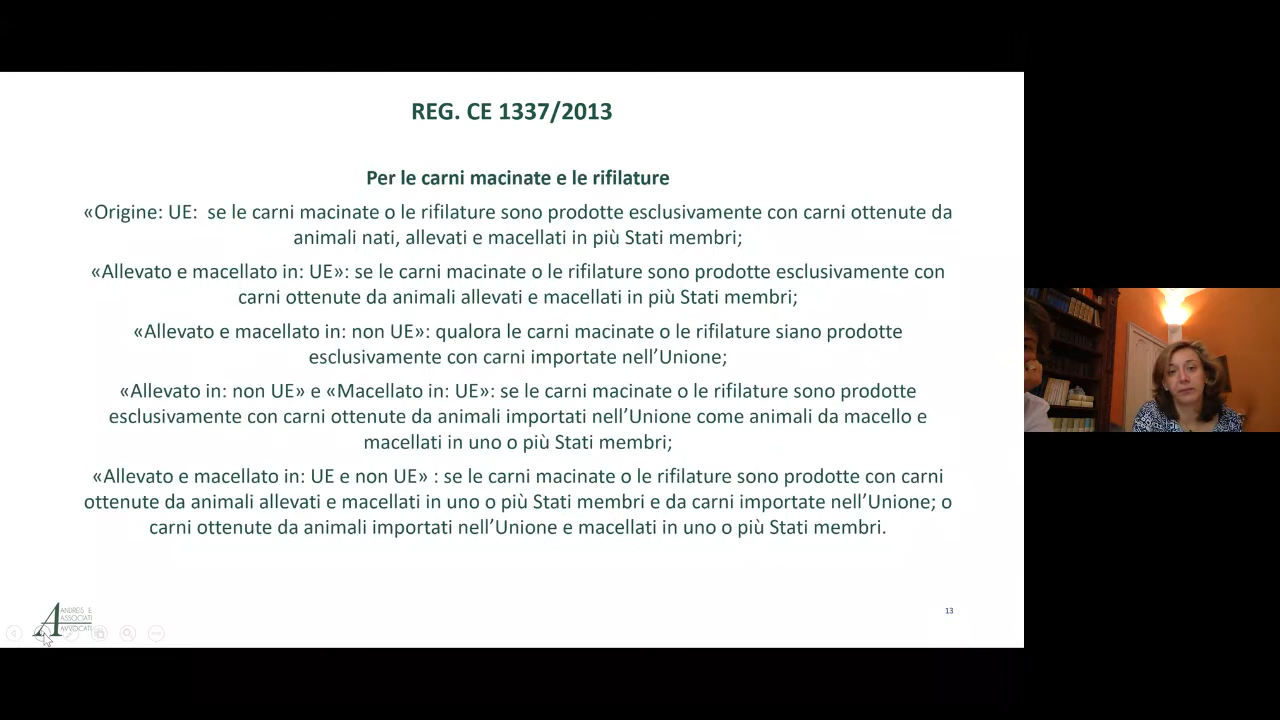 REG. CE 1337/2013
Per le carni macinate e le rifilature
«Origine: UE:  se le carni macinate o le rifilature sono prodotte esclusivamente con carni ottenute da
animali nati, allevati e macellati in più Stati membri;
«Allevato e macellato in: UE»: se le carni macinate o le rifilature sono prodotte esclusivamente con
carni ottenute da animali allevati e macellati in più Stati membri;
«Allevato e macellato in: non UE»: qualora le carni macinate o le rifilature siano prodotte
esclusivamente con carni importate nell’Unione;
«Allevato in: non UE» e «Macellato in: UE»: se le carni macinate o le rifilature sono prodotte
esclusivamente con carni ottenute da animali importati nell’Unione come animali da macello e
macellati in uno o più Stati membri;
«Allevato e macellato in: UE e non UE» : se le carni macinate o le rifilature sono prodotte con carni
ottenute da animali allevati e macellati in uno o più Stati membri e da carni importate nell’Unione; o
carni ottenute da animali importati nell’Unione e macellati in uno o più Stati membri.
ANDREIS E
ASSOCIATI
AVVOCATI
13